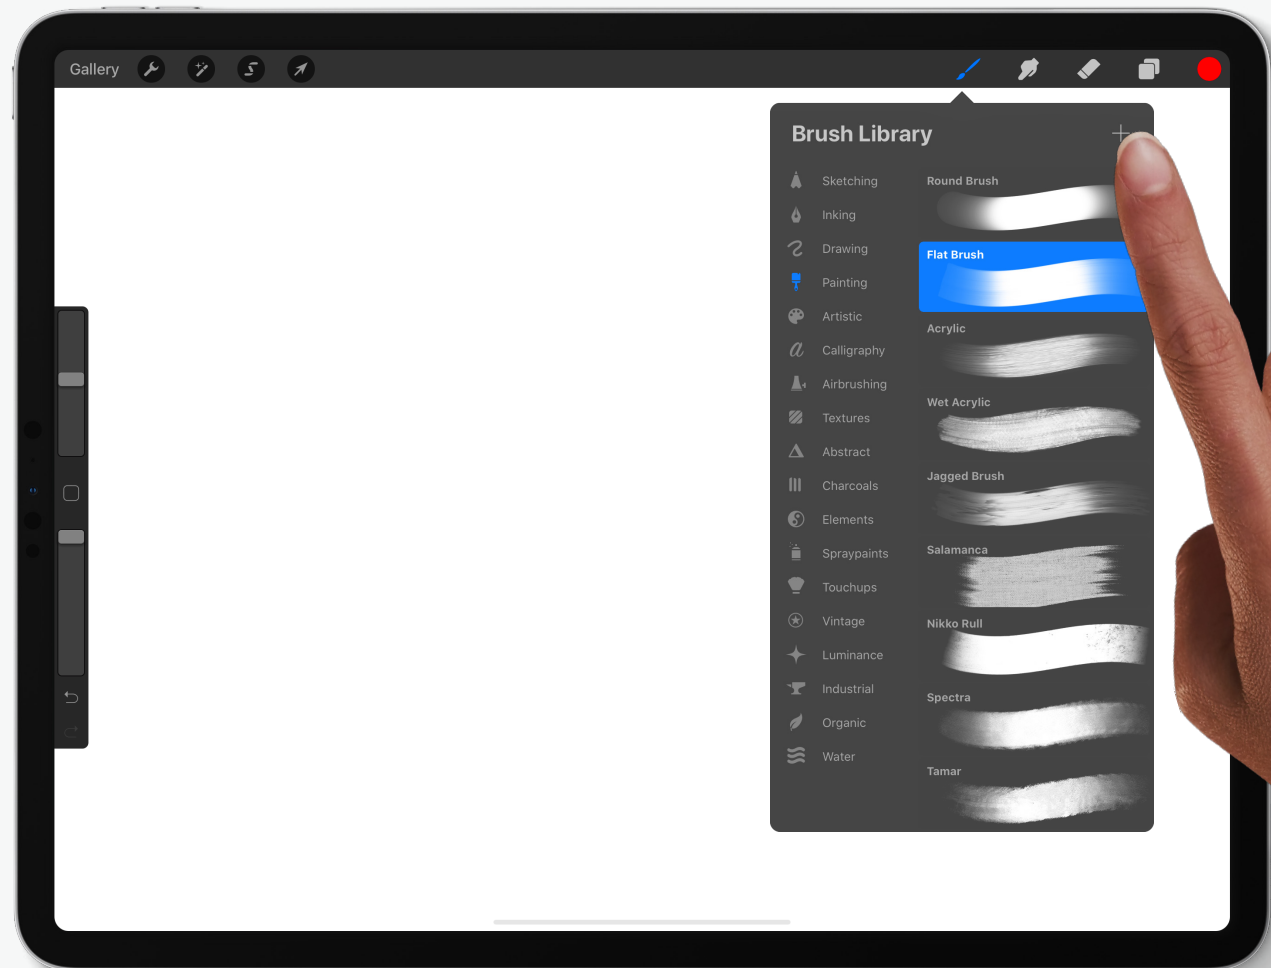 Gallery
Brush Library
Sketching
Inking
Drawing
Painting
Artistic
Calligraphy
Airbrushing
Textures
Abstract
Charcoals
Elements
Spraypaints
Touchups
Vintage
Luminance
Industrial
Organic
Water
Round Brush
Flat Brush
Acrylic
Wet Acrylic
Jagged Brush
Salamanca
Nikko Rull
Spectra
Tamar